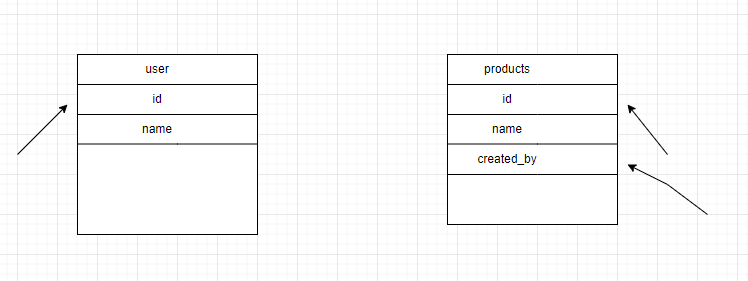 user
id
name
products
id
name
created_by